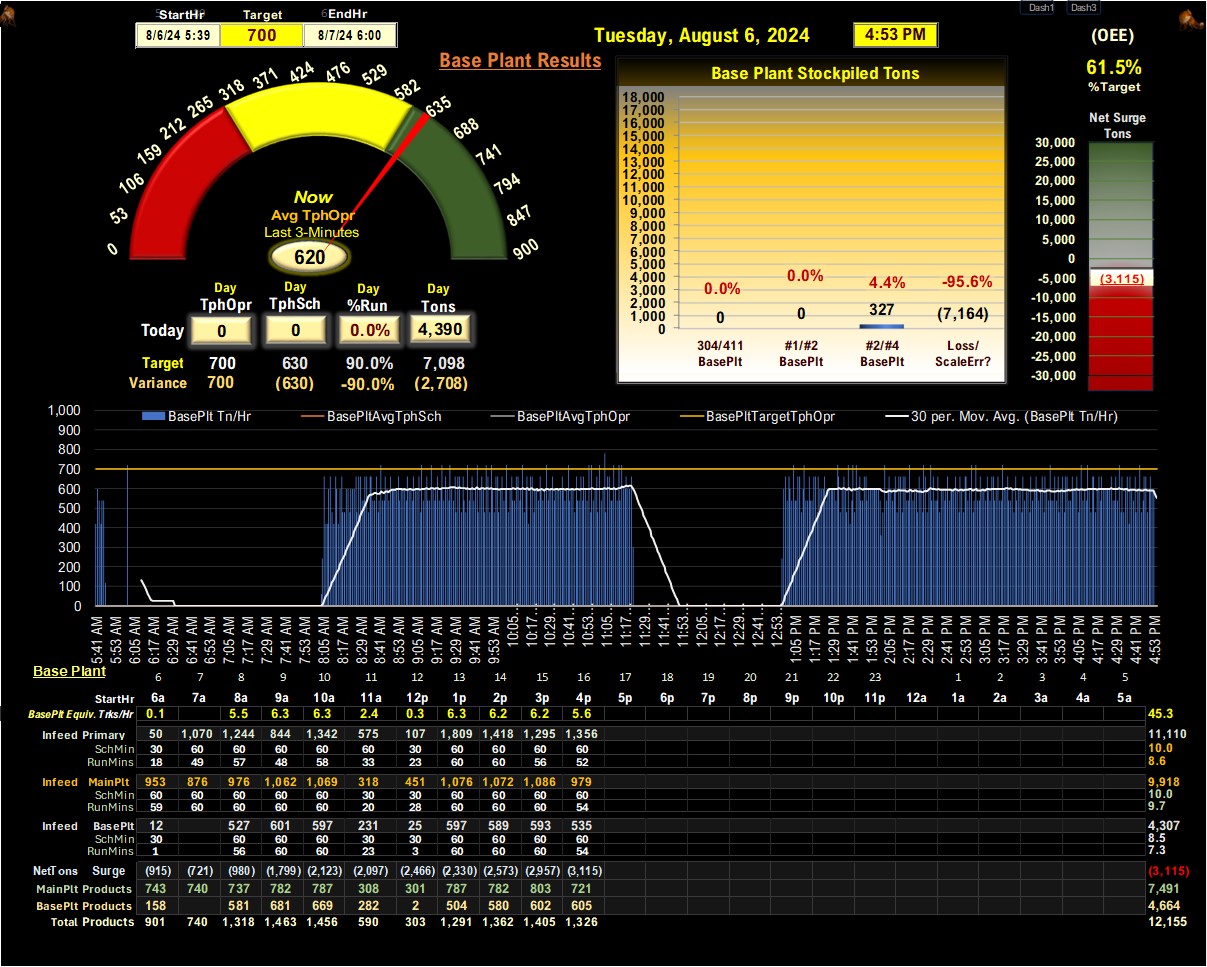 StartHr Target EndHr
8/6/24 5:39 700 8/7/24 6:00
Tuesday, August 6, 2024 4:53 PM
Dash1 Dash3
(OEE)
61.5%
%Target
Base Plant Results
0 53 106 159 212 265 318 371 424 476 529 582 635 688 741 794 847 900
Now
Avg TphOpr
Last 3-Minutes
620
Day Day Day Day
TphOpr TphSch %Run Tons
Today 0 0 0.0% 4,390
Target 700 630 90.0% 7,098
Variance 700 (630) -90.0% (2,708)
Base Plant Stockpiled Tons
18,000
17,000
16,000
15,000
14,000
13,000
12,000
11,000
10,000
9,000
8,000
7,000
6,000
5,000
4,000
3,000
2,000
1,000
0
0.0% 0.0% 4.4% -95.6%
0 0 327 (7,164)
304/411 #1/#2 #2/#4 Loss/
BasePlt BasePlt BasePlt ScaleErr?
Net Surge
Tons
30,000
25,000
20,000
15,000
10,000
5,000
0
-5,000
-10,000
-15,000
-20,000
-25,000
-30,000
(3,115)
BasePlt Tn/Hr BasePltAvgTphSch BasePltAvgTphOpr BasePltTargetTphOpr 30 per. Mov. Avg. (BasePlt Tn/Hr)
1,000
900
800
700
600
500
400
300
200
100
0
5:41 AM 5:53 AM 6:05 AM 6:17 AM 6:29 AM 6:41 AM 6:53 AM 7:05 AM 7:17 AM 7:29 AM 7:41 AM 7:53 AM 8:05 AM 8:17 AM 8:29 AM 8:41 AM 8:53 AM 9:05 AM 9:17 AM 9:29 AM 9:41 AM 9:53 AM 10:05… 10:17… 10:29… 10:41… 10:53… 11:05… 11:17… 11:29… 11:41… 11:53… 12:05… 12:17… 12:29… 12:41… 12:53… 1:05 PM 1:17 PM 1:29 PM 1:41 PM 1:53 PM 2:05 PM 2:17 PM 2:29 PM 2:41 PM 2:53 PM 3:05 PM 3:17 PM 3:29 PM 3:41 PM 3:53 PM 4:05 PM 4:17 PM 4:29 PM 4:41 PM 4:53 PM
Base Plant
6 7 8 9 10 11 12 13 14 15 16 17 18 19 20 21 22 23 1 2 3 4 5
StartHr 6a 7a 8a 9a 10a 11a 12p 1p 2p 3p 4p 5p 6p 7p 8p 9p 10p 11p 12a 1a 2a 3a 4a 5a
BasePlt Equiv. Trks/Hr 0.1 5.5 6.3 6.3 2.4 0.3 6.3 6.2 6.2 5.6 45.3
Infeed Primary 50 1,070 1,244 844 1,342 575 107 1,809 1,418 1,295 1,356 11,110
SchMin 30 60 60 60 60 60 30 60 60 60 60 10.0
RunMins 18 49 57 48 58 33 23 60 60 56 52 8.6
Infeed MainPlt 953 876 976 1,062 1,069 318 451 1,076 1,072 1,086 979 9,918
SchMin 60 60 60 60 60 30 30 60 60 60 60 10.0
RunMins 59 60 60 60 60 20 28 60 60 60 54 9.7
Infeed BasePlt 12 527 601 597 231 25 597 589 593 535 4,307
SchMin 30 60 60 60 30 30 60 60 60 60 8.5
RunMins 1 56 60 60 23 3 60 60 60 54 7.3
NetTons Surge (915) (721) (980) (1,799) (2,123) (2,097) (2,466) (2,330) (2,573) (2,957) (3,115) (3,115)
MainPlt Products 743 740 737 782 787 308 301 787 782 803 721 7,491
BasePlt Products 158 581 681 669 282 2 504 580 602 605 4,664
Total Products 901 740 1,318 1,463 1,456 590 303 1,291 1,362 1,405 1,326 12,155